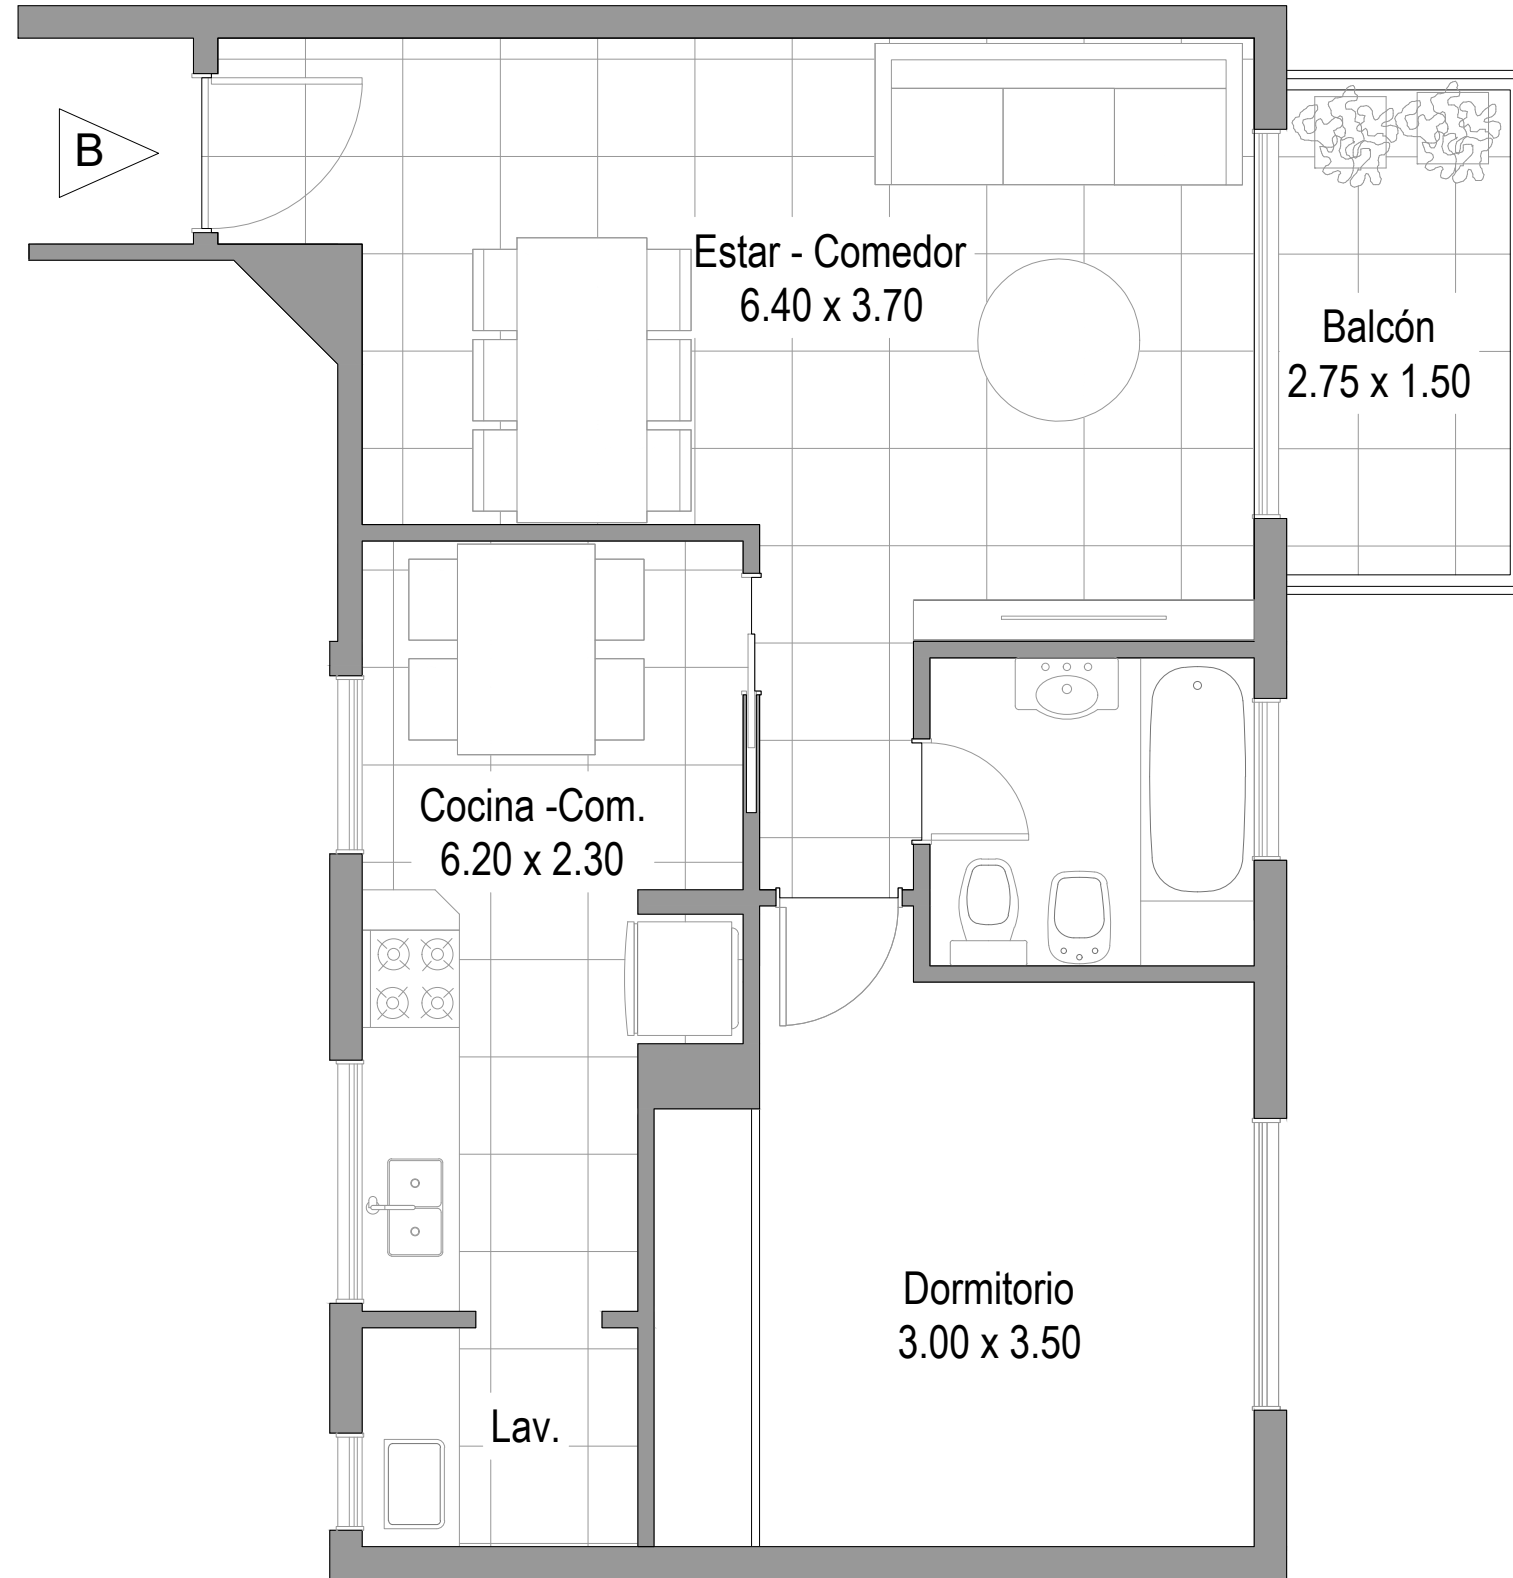 B
Estar - Comedor
6.40 x 3.70
Balcón
2.75 x 1.50
Cocina -Com.
6.20 x 2.30
Dormitorio
3.00 x 3.50
Lav.